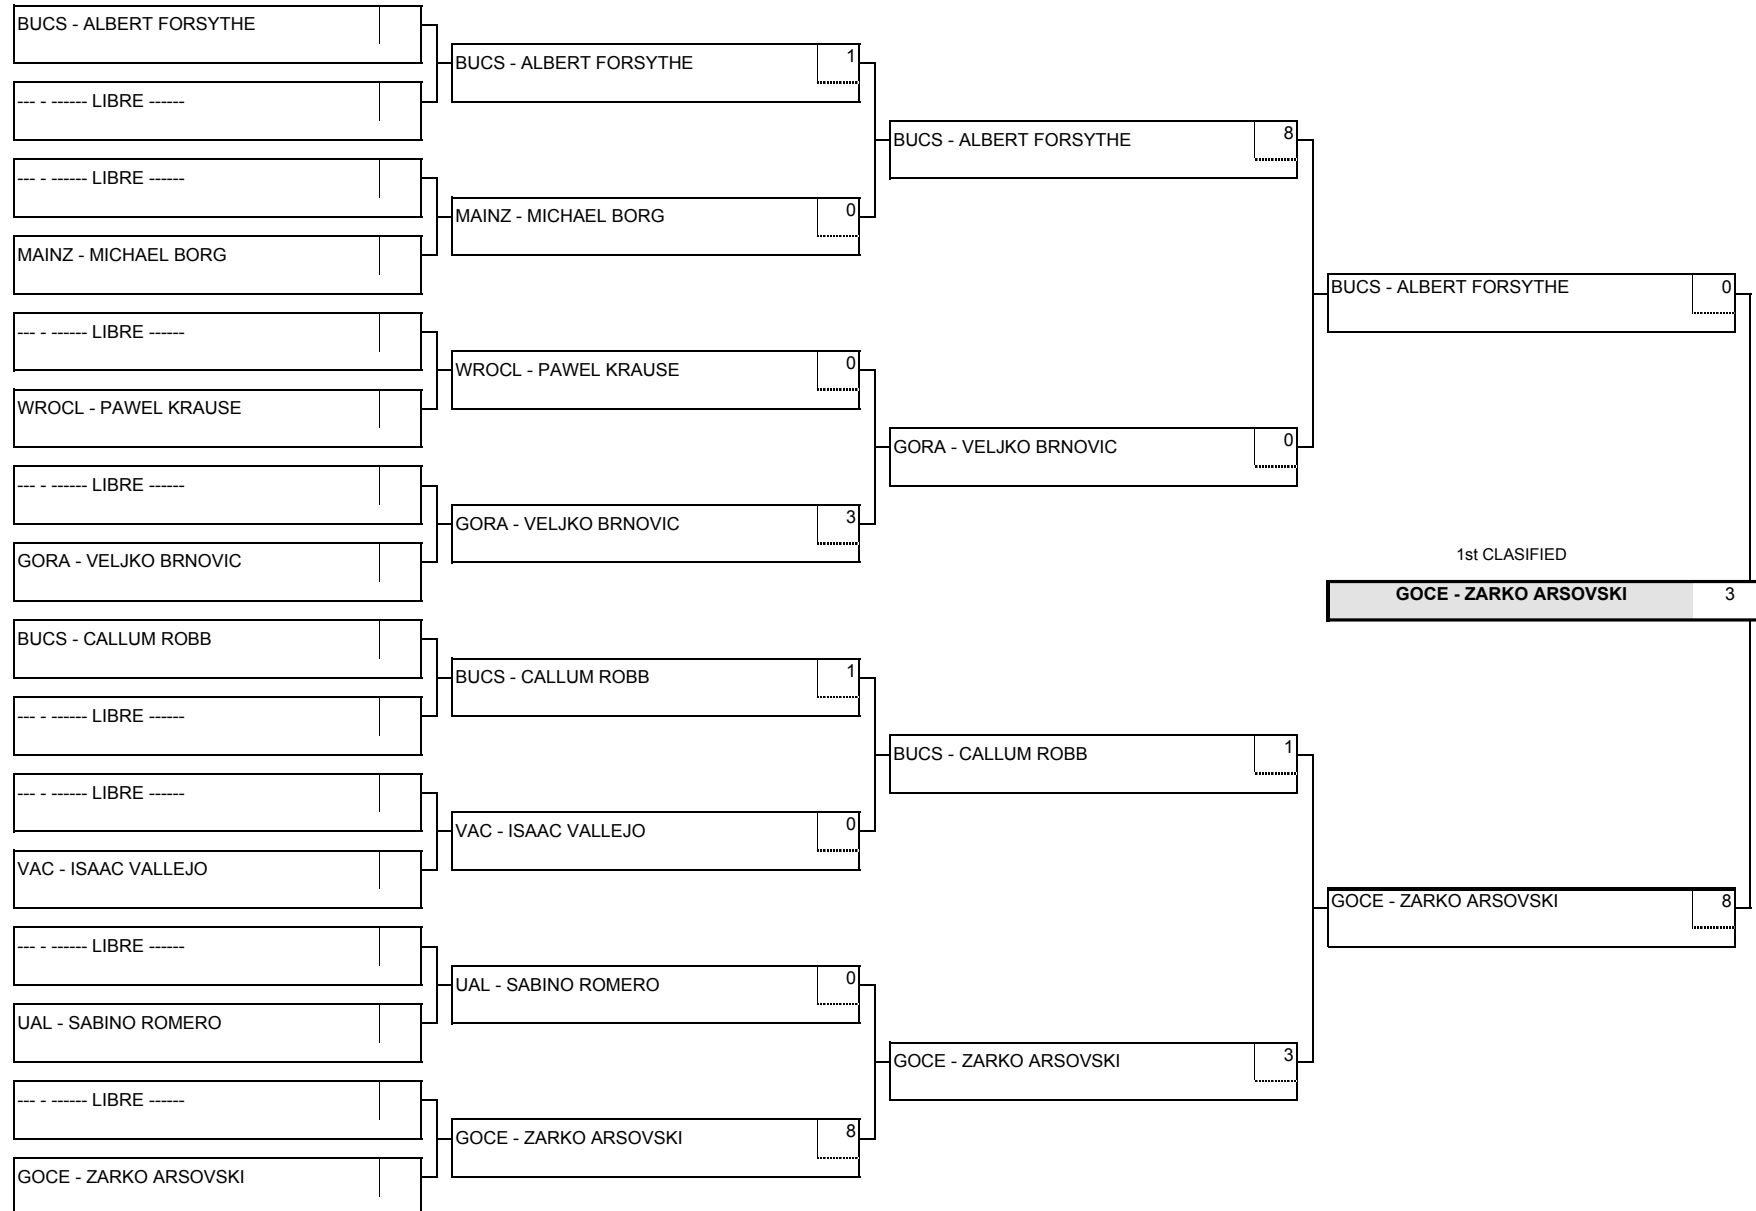 BUCS - ALBERT FORSYTHE
--- - ------ LIBRE ------
--- - ------ LIBRE ------
MAINZ - MICHAEL BORG
--- - ------ LIBRE ------
WROCL - PAWEL KRAUSE
--- - ------ LIBRE ------
GORA - VELJKO BRNOVIC
BUCS - CALLUM ROBB
--- - ------ LIBRE ------
--- - ------ LIBRE ------
VAC - ISAAC VALLEJO
--- - ------ LIBRE ------
UAL - SABINO ROMERO
--- - ------ LIBRE ------
GOCE - ZARKO ARSOVSKI
BUCS - ALBERT FORSYTHE 1
MAINZ - MICHAEL BORG 0
WROCL - PAWEL KRAUSE 0
GORA - VELJKO BRNOVIC 3
BUCS - CALLUM ROBB 1
VAC - ISAAC VALLEJO 0
UAL - SABINO ROMERO 0
GOCE - ZARKO ARSOVSKI 8
BUCS - ALBERT FORSYTHE 8
GORA - VELJKO BRNOVIC 0
BUCS - CALLUM ROBB 1
GOCE - ZARKO ARSOVSKI 3
BUCS - ALBERT FORSYTHE 0
1st CLASIFIED
GOCE - ZARKO ARSOVSKI 3
GOCE - ZARKO ARSOVSKI 8